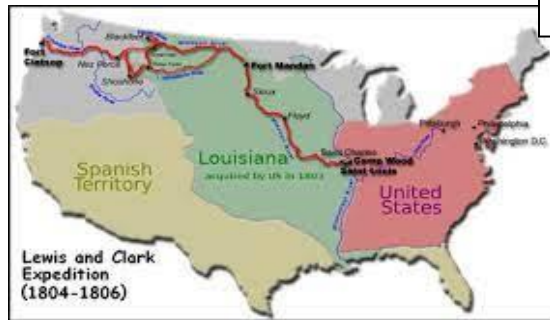 Blackfeet
Fort
Clatsop
Nez Perce
Shoshone
Fort Mandan
Sioux
Floyd
Pittsburgh
Philadelphia
Washington D.C.
Saint Charles
Camp Wood
Saint Louis
Louisiana
acquired by US in 1803
Spanish
Territory
United
States
Lewis and Clark
Expedition
(1804-1806)